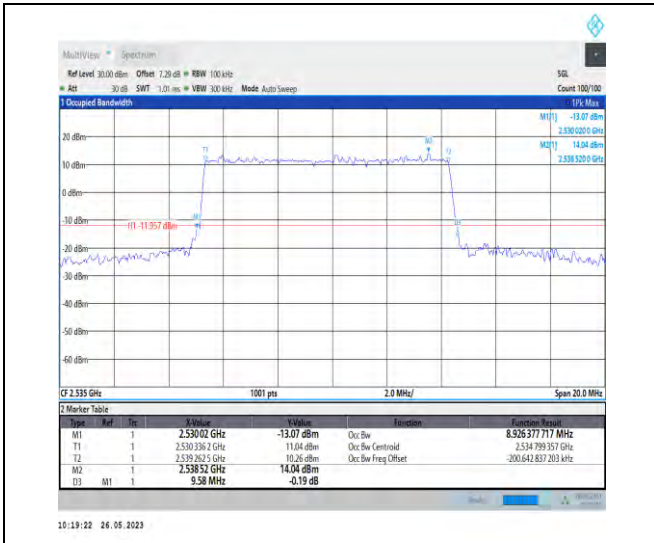 MultiView Spectrum
Ref Level 30.00 dBm Offset 7.29 dB RBW 100 kHz SGL
Att 30 dB SWT 1.01 ms VBW 300 kHz Mode Auto Sweep Count 100/100
1 Occupied Bandwidth 1Pk Max
M1[1] -13.07 dBm
2.530 020 0 GHz
M2[1] 14.04 dBm
2.538 520 0 GHz
20 dBm
10 dBm
0 dBm
-10 dBm
H1 -11.957 dBm
-20 dBm
-30 dBm
-40 dBm
-50 dBm
-60 dBm
T1
M2
T2
M1
CF 2.535 GHz 1001 pts 2.0 MHz/ Span 20.0 MHz
2 Marker Table
Type Ref Trc X-Value Y-Value Function Function Result
M1 1 2.53002 GHz -13.07 dBm Occ Bw 8.926 377 717 MHz
T1 1 2.530 336 2 GHz 11.04 dBm Occ Bw Centroid 2.534 799 357 GHz
T2 1 2.539 262 5 GHz 10.26 dBm Occ Bw Freq Offset -200.642 837 203 kHz
M2 1 2.53852 GHz 14.04 dBm
D3 M1 1 9.58 MHz -0.19 dB
10:19:22 26.05.2023